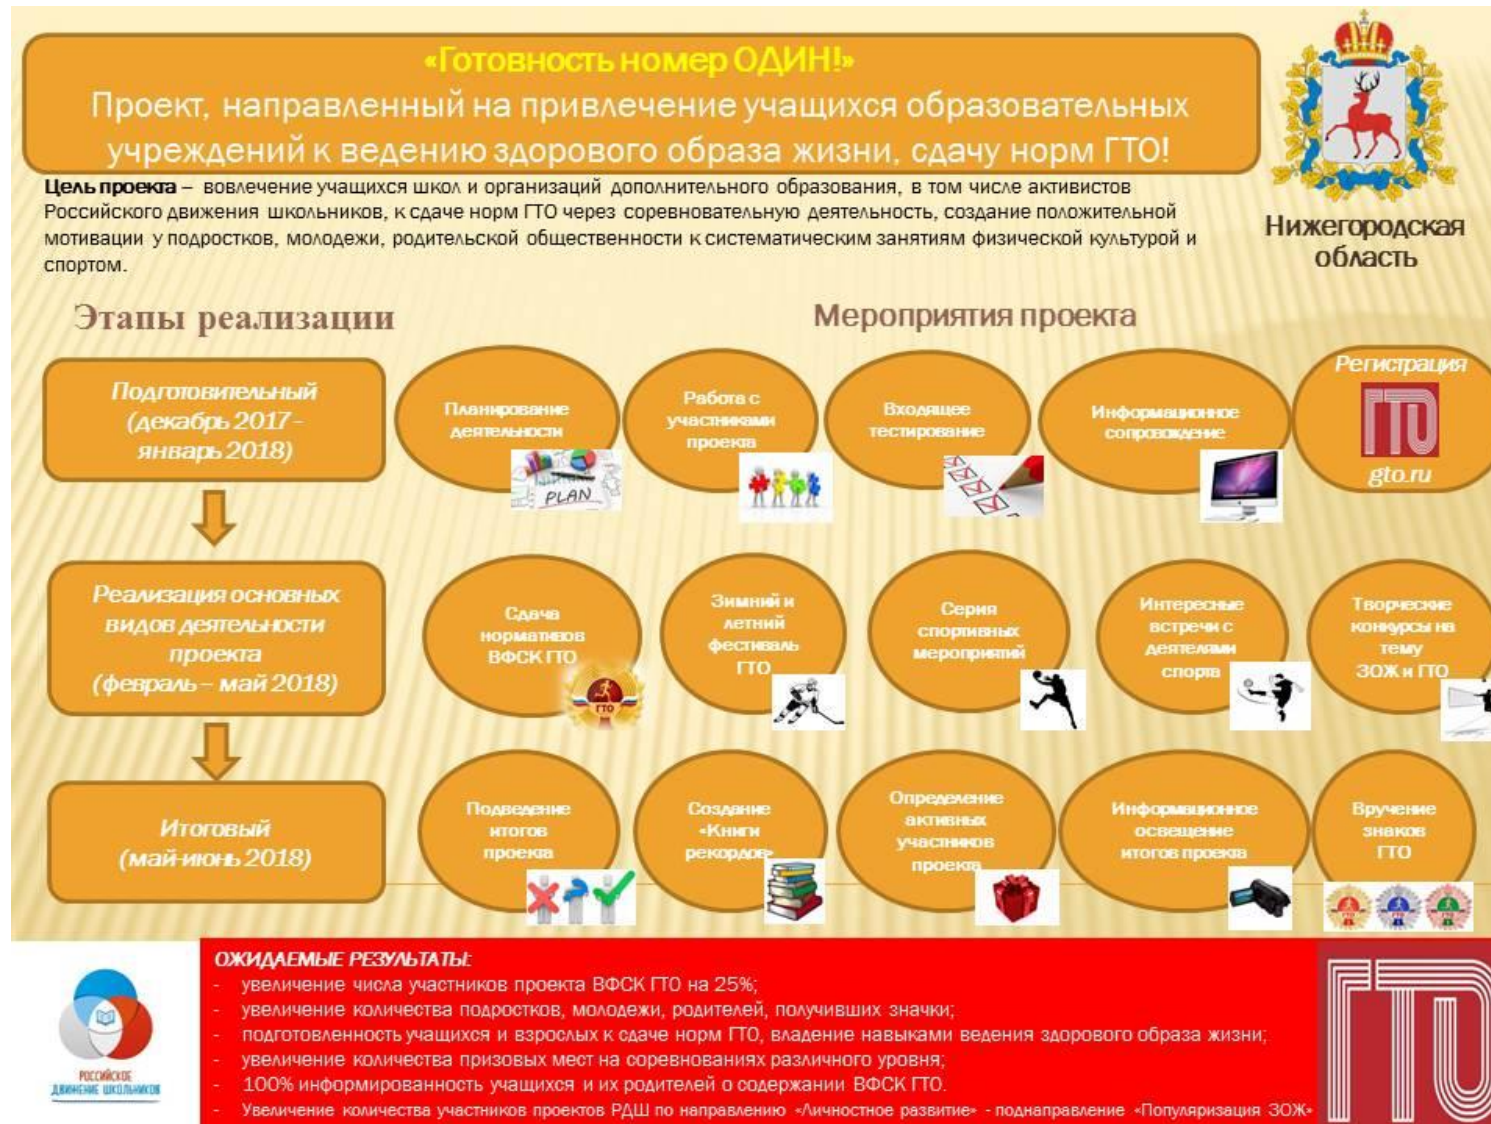 «Готовность номер ОДИН!»
Проект, направленный на привлечение учащихся образовательных
учреждений к ведению здорового образа жизни, сдачу норм ГТО!
Нижегородская
область
Цель проекта – вовлечение учащихся школ и организаций дополнительного образования, в том числе активистов
Российского движения школьников, к сдаче норм ГТО через соревновательную деятельность, создание положительной
мотивации у подростков, молодежи, родительской общественности к систематическим занятиям физической культурой и
спортом.
Этапы реализации
Мероприятия проекта
Подготовительный
(декабрь 2017-
январь 2018)
Планирование
деятельности
PLAN
Работа с
участниками
проекта
Входящее
тестирование
Информационное
сопровождение
Регистрация
ГТО
gto.ru
Реализация основных
видов деятельности
проекта
(февраль – май 2018)
Сдача
нормативов
ВФСК ГТО
ГТО
Зимний и
летний
фестиваль
ГТО
Серия
спортивных
мероприятий
Интересные
встречи с
деятелями
спорта
Творческие
конкурсы на
тему
ЗОЖ и ГТО
Итоговый
(май-июнь 2018)
Подведение
итогов
проекта
Создание
«Книги
рекордов»
Определение
активных
участников
проекта
Информационное
освещение
итогов проекта
Вручение
знаков
ГТО
ГТО ГТО ГТО
РОССИЙСКОЕ
ДВИЖЕНИЕ ШКОЛЬНИКОВ
ОЖИДАЕМЫЕ РЕЗУЛЬТАТЫ:
- увеличение числа участников проекта ВФСК ГТО на 25%;
- увеличение количества подростков, молодежи, родителей, получивших значки;
- подготовленность учащихся и взрослых к сдаче норм ГТО, владение навыками ведения здорового образа жизни;
- увеличение количества призовых мест на соревнованиях различного уровня;
- 100% информированность учащихся и их родителей о содержании ВФСК ГТО.
- Увеличение количества участников проектов РДШ по направлению «Личностное развитие» - поднаправление «Популяризация ЗОЖ»
ГТО